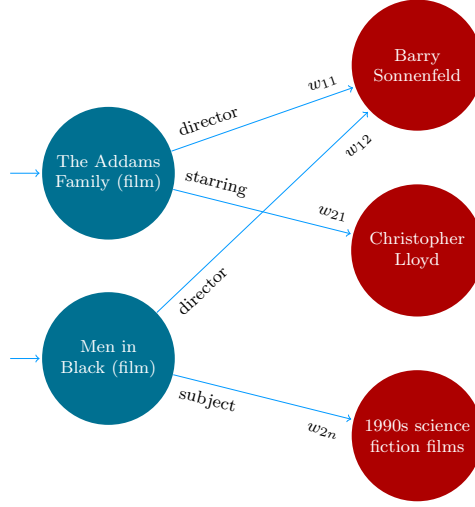 Barry
Sonnenfeld
w₁₁
director
w₁₂
The Addams
Family (film)
starring
w₂₁
Christopher
Lloyd
director
Men in
Black (film)
subject
w₂ₙ
1990s science
fiction films